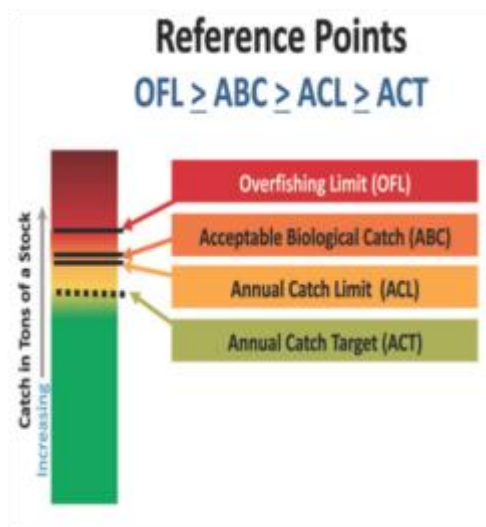 Reference Points
OFL ≥ ABC ≥ ACL ≥ ACT
Overfishing Limit (OFL)
Acceptable Biological Catch (ABC)
Annual Catch Limit (ACL)
Annual Catch Target (ACT)
Catch in Tons of a Stock
Increasing